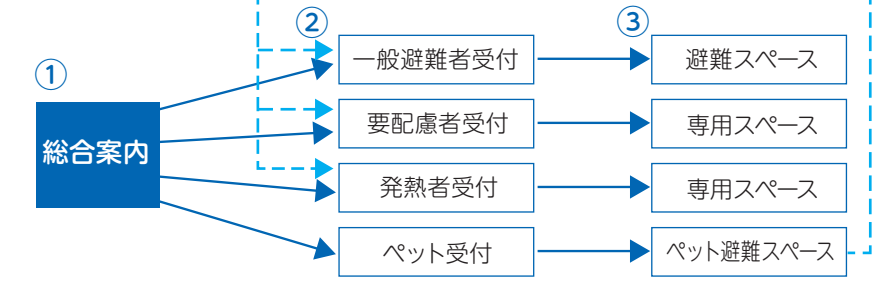 ①
総合案内
②
一般避難者受付
要配慮者受付
発熱者受付
ペット受付
③
避難スペース
専用スペース
専用スペース
ペット避難スペース